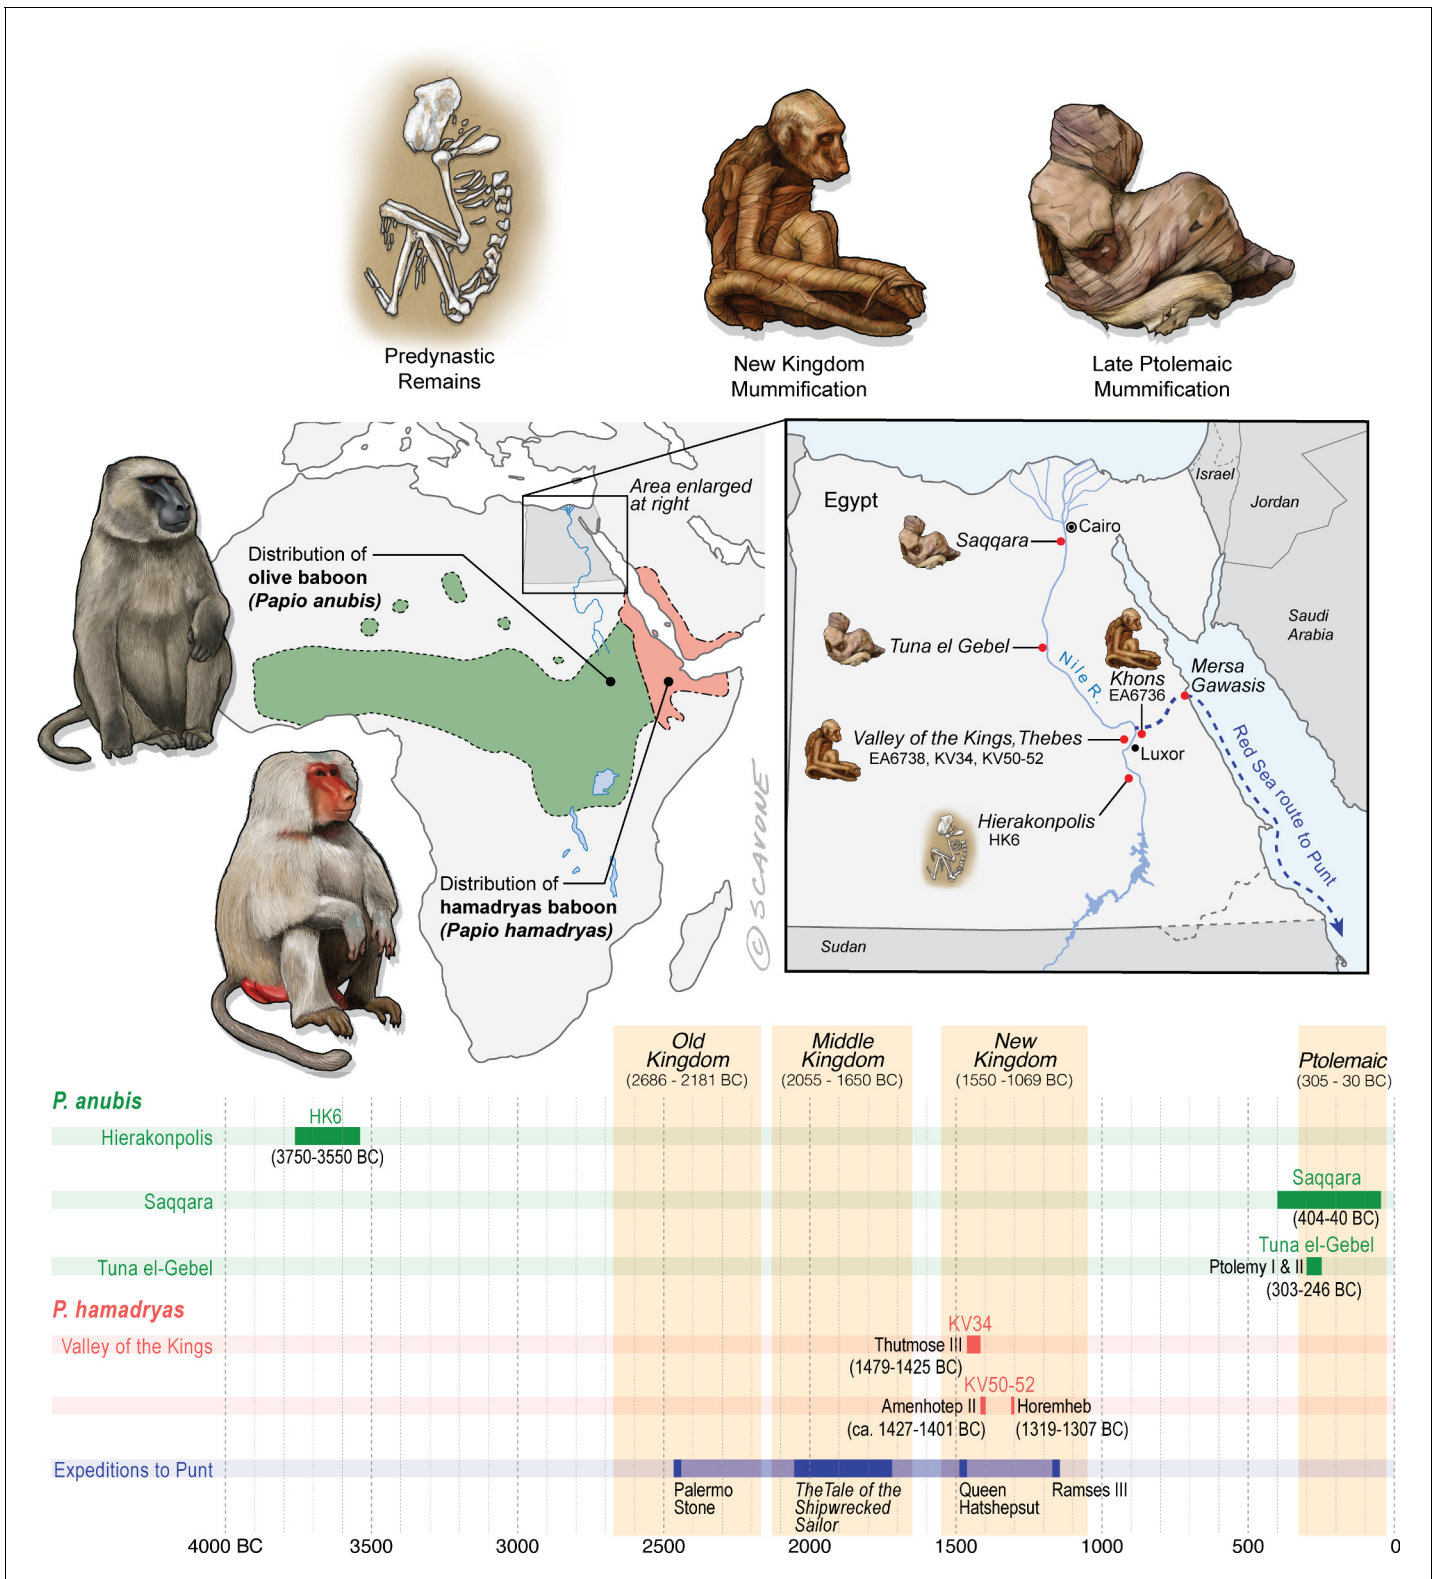 Predynastic
Remains
New Kingdom
Mummification
Late Ptolemaic
Mummification
Area enlarged
at right
Distribution of
olive baboon
(Papio anubis)
Distribution of
hamadryas baboon
(Papio hamadryas)
© SCAVONE
Egypt
Israel
Jordan
Saudi
Arabia
Cairo
Saqqara
Tuna el Gebel
Nile R.
Khons
EA6736
Mersa
Gawasis
Valley of the Kings, Thebes
EA6738, KV34, KV50-52
Luxor
Hierakonpolis
HK6
Red Sea route to Punt
Sudan
Old
Kingdom
(2686 - 2181 BC)
Middle
Kingdom
(2055 - 1650 BC)
New
Kingdom
(1550 -1069 BC)
Ptolemaic
(305 - 30 BC)
P. anubis
HK6
Hierakonpolis
(3750-3550 BC)
Saqqara
Saqqara
(404-40 BC)
Tuna el-Gebel
Tuna el-Gebel
Ptolemy I & II
(303-246 BC)
P. hamadryas
KV34
Valley of the Kings
Thutmose III
(1479-1425 BC)
KV50-52
Amenhotep II
Horemheb
(ca. 1427-1401 BC)
(1319-1307 BC)
Expeditions to Punt
Palermo
Stone
The Tale of the
Shipwrecked
Sailor
Queen
Hatshepsut
Ramses III
4000 BC 3500 3000 2500 2000 1500 1000 500 0